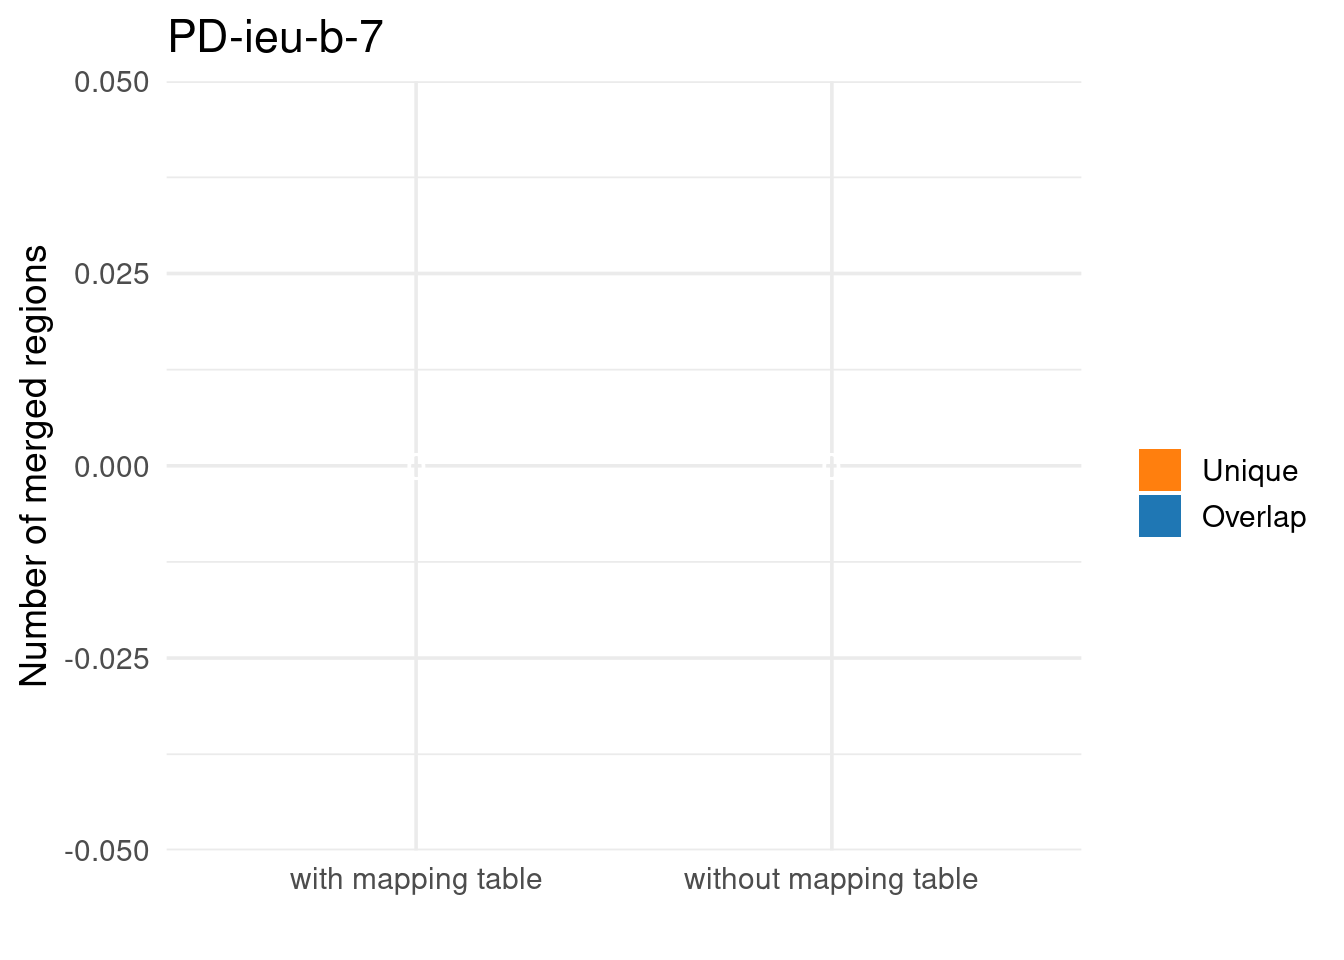 PD-ieu-b-7
Number of merged regions
0.050
0.025
0.000
-0.025
-0.050
with mapping table
without mapping table
Unique
Overlap